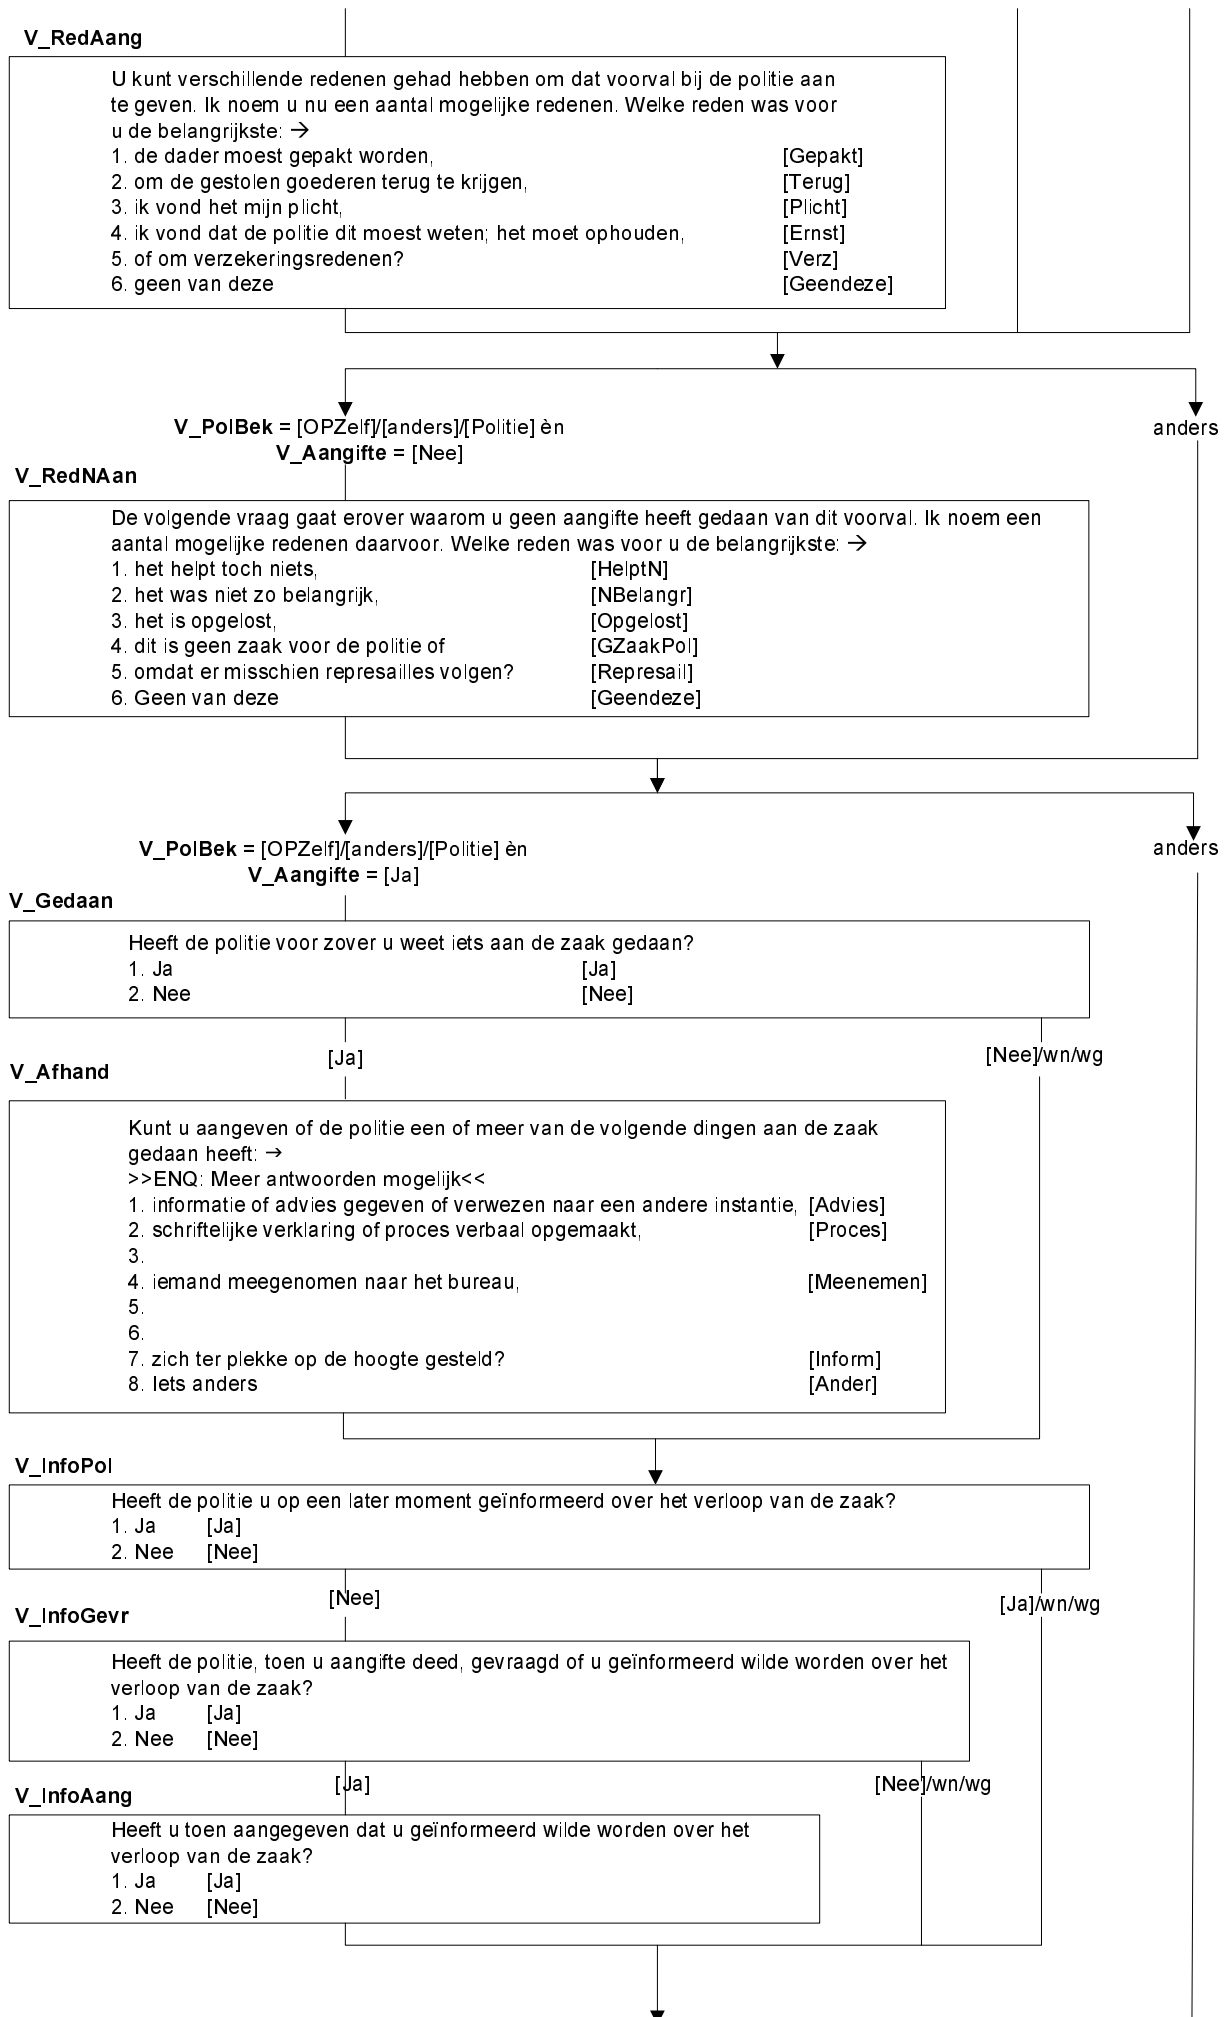 V_RedAang
U kunt verschillende redenen gehad hebben om dat voorval bij de politie aan
te geven. Ik noem u nu een aantal mogelijke redenen. Welke reden was voor
u de belangrijkste: →
1. de dader moest gepakt worden, [Gepakt]
2. om de gestolen goederen terug te krijgen, [Terug]
3. ik vond het mijn plicht, [Plicht]
4. ik vond dat de politie dit moest weten; het moet ophouden, [Ernst]
5. of om verzekeringsredenen? [Verz]
6. geen van deze [Geendeze]
V_PolBek = [OPZelf]/[anders]/[Politie] èn
V_Aangifte = [Nee]
anders
V_RedNAan
De volgende vraag gaat erover waarom u geen aangifte heeft gedaan van dit voorval. Ik noem een
aantal mogelijke redenen daarvoor. Welke reden was voor u de belangrijkste: →
1. het helpt toch niets, [HelptN]
2. het was niet zo belangrijk, [NBelangr]
3. het is opgelost, [Opgelost]
4. dit is geen zaak voor de politie of [GZaakPol]
5. omdat er misschien represailles volgen? [Represail]
6. Geen van deze [Geendeze]
V_PolBek = [OPZelf]/[anders]/[Politie] èn
V_Aangifte = [Ja]
anders
V_Gedaan
Heeft de politie voor zover u weet iets aan de zaak gedaan?
1. Ja [Ja]
2. Nee [Nee]
[Ja]
[Nee]/wn/wg
V_Afhand
Kunt u aangeven of de politie een of meer van de volgende dingen aan de zaak
gedaan heeft: →
>>ENQ: Meer antwoorden mogelijk<<
1. informatie of advies gegeven of verwezen naar een andere instantie, [Advies]
2. schriftelijke verklaring of proces verbaal opgemaakt, [Proces]
3.
4. iemand meegenomen naar het bureau, [Meenemen]
5.
6.
7. zich ter plekke op de hoogte gesteld? [Inform]
8. Iets anders [Ander]
V_InfoPol
Heeft de politie u op een later moment geïnformeerd over het verloop van de zaak?
1. Ja [Ja]
2. Nee [Nee]
[Nee]
[Ja]/wn/wg
V_InfoGevr
Heeft de politie, toen u aangifte deed, gevraagd of u geïnformeerd wilde worden over het
verloop van de zaak?
1. Ja [Ja]
2. Nee [Nee]
[Ja]
[Nee]/wn/wg
V_InfoAang
Heeft u toen aangegeven dat u geïnformeerd wilde worden over het
verloop van de zaak?
1. Ja [Ja]
2. Nee [Nee]